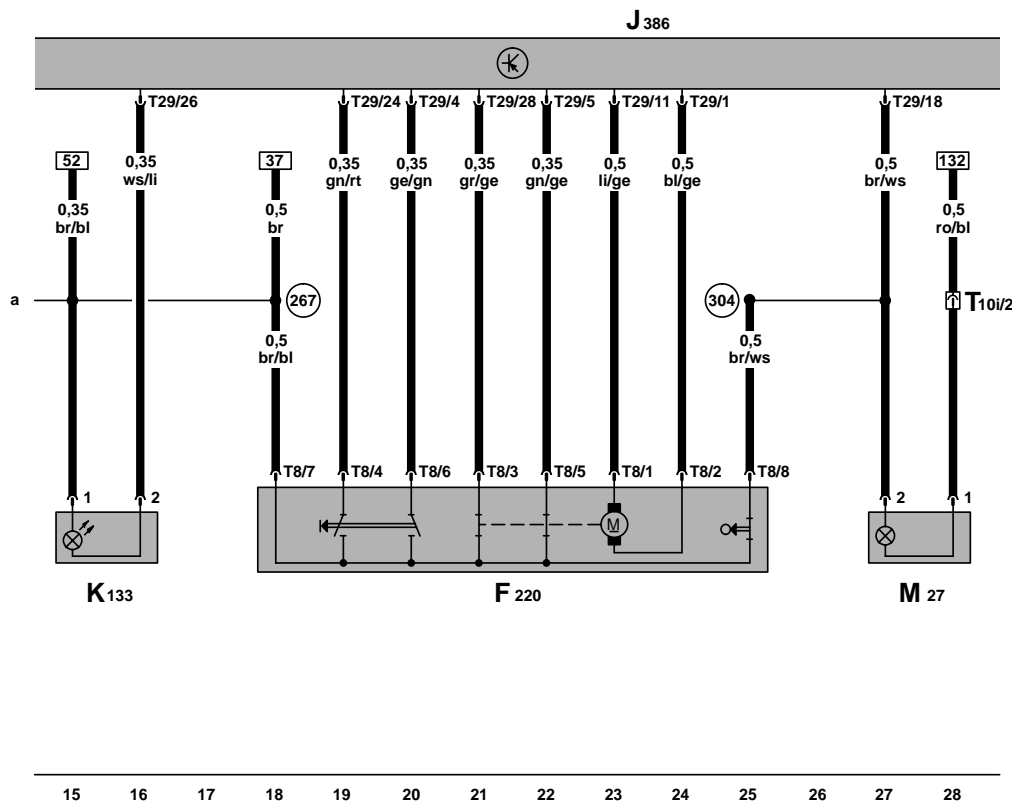 J 386
T29/26 T29/24 T29/4 T29/28 T29/5 T29/11 T29/1 T29/18
52 0,35 37 0,35 0,35 0,35 0,35 0,5 0,5 0,5 132
ws/li gn/rt ge/gn gr/ge gn/ge li/ge bl/ge br/ws
0,35 0,5 0,5
br/bl br ro/bl
a 267 304 T10i/2
0,5 0,5
br/bl br/ws
T8/7 T8/4 T8/6 T8/3 T8/5 T8/1 T8/2 T8/8
1 2 2 1
M
K133 F 220 M 27
15 16 17 18 19 20 21 22 23 24 25 26 27 28